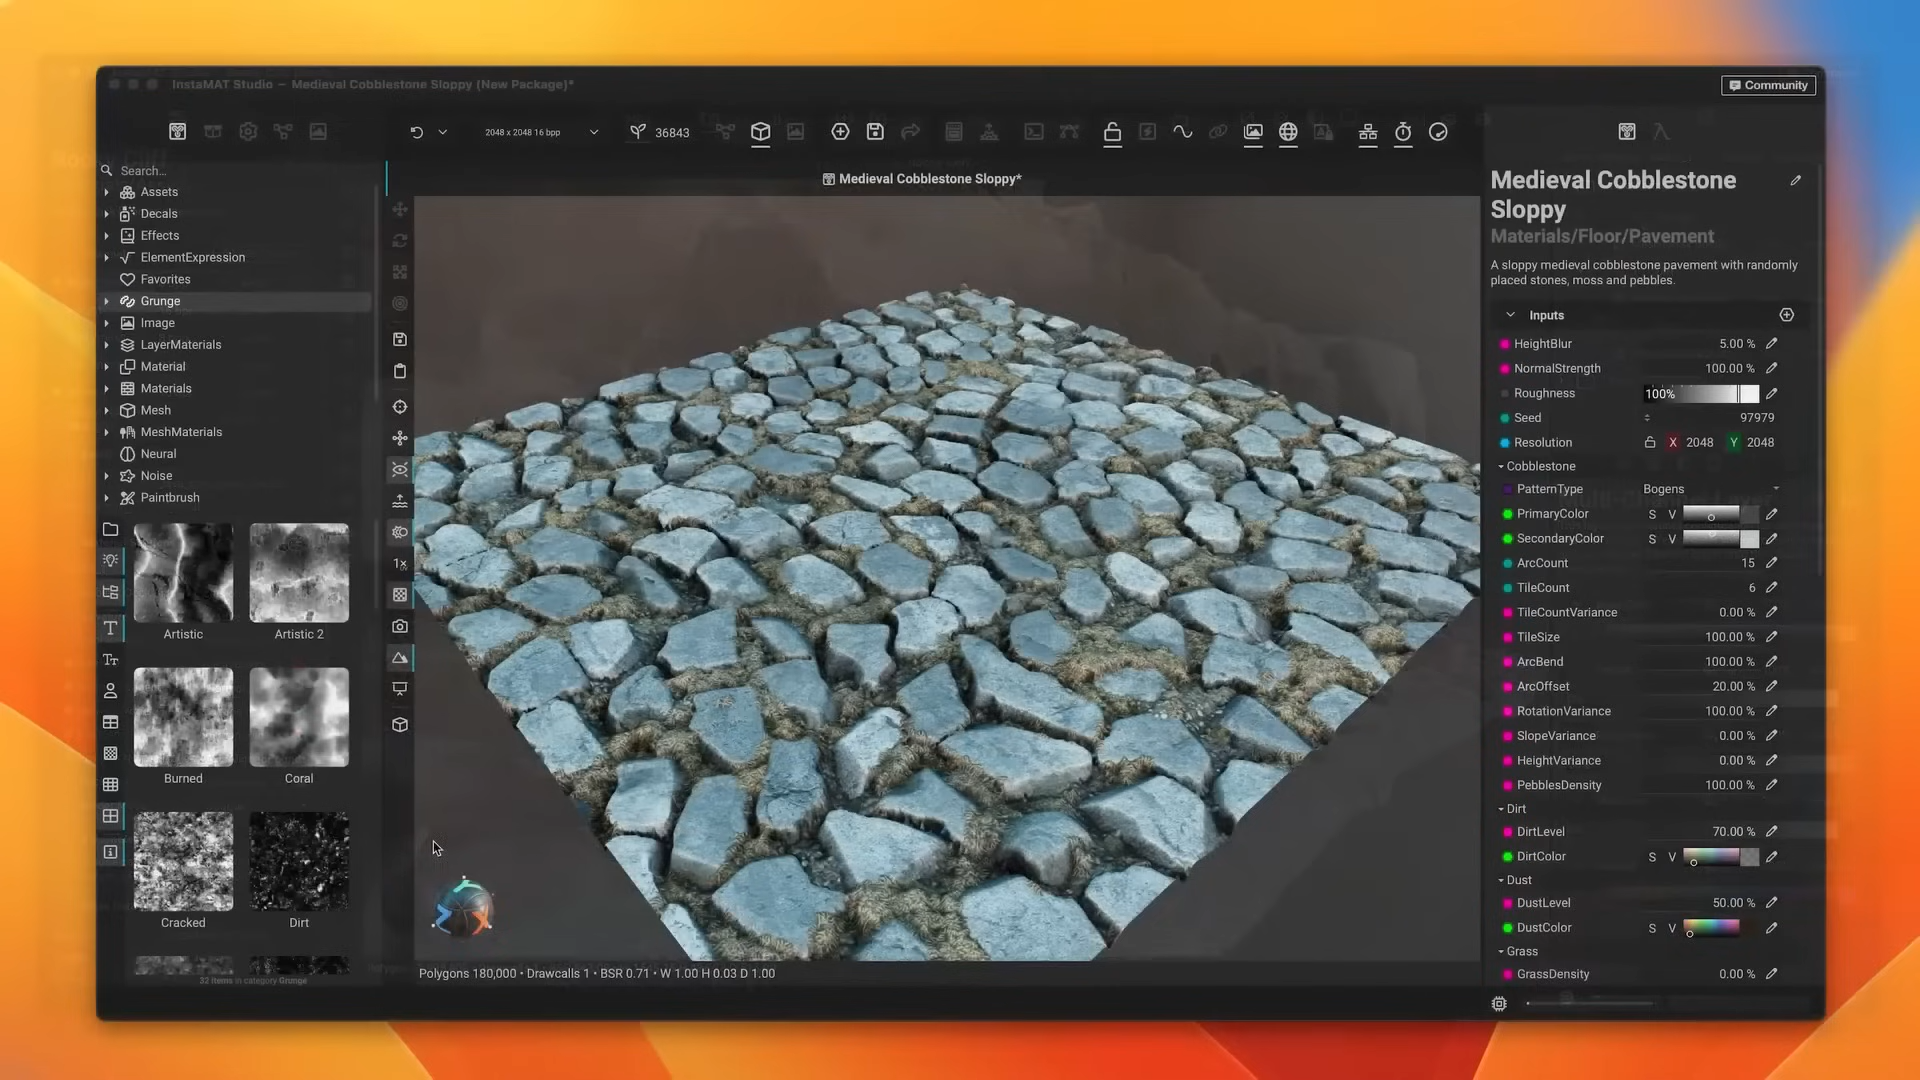 InstaMAT Studio – Medieval Cobblestone Sloppy (New Package)*
Community
2048 x 2048 16 bpp
36843
Search...
Assets
Decals
Effects
ElementExpression
Favorites
Grunge
Image
LayerMaterials
Material
Materials
Mesh
MeshMaterials
Neural
Noise
Paintbrush
Artistic
Artistic 2
Burned
Coral
Cracked
Dirt
32 items in category Grunge
Medieval Cobblestone Sloppy*
1x
Polygons 180,000 • Drawcalls 1 • BSR 0.71 • W 1.00 H 0.03 D 1.00
Medieval Cobblestone
Sloppy
Materials/Floor/Pavement
A sloppy medieval cobblestone pavement with randomly
placed stones, moss and pebbles.
Inputs
HeightBlur 5.00 %
NormalStrength 100.00 %
Roughness 100%
Seed 97979
Resolution X 2048 Y 2048
Cobblestone
PatternType Bogens
PrimaryColor S V
SecondaryColor S V
ArcCount 15
TileCount 6
TileCountVariance 0.00 %
TileSize 100.00 %
ArcBend 100.00 %
ArcOffset 20.00 %
RotationVariance 100.00 %
SlopeVariance 0.00 %
HeightVariance 0.00 %
PebblesDensity 100.00 %
Dirt
DirtLevel 70.00 %
DirtColor S V
Dust
DustLevel 50.00 %
DustColor S V
Grass
GrassDensity 0.00 %